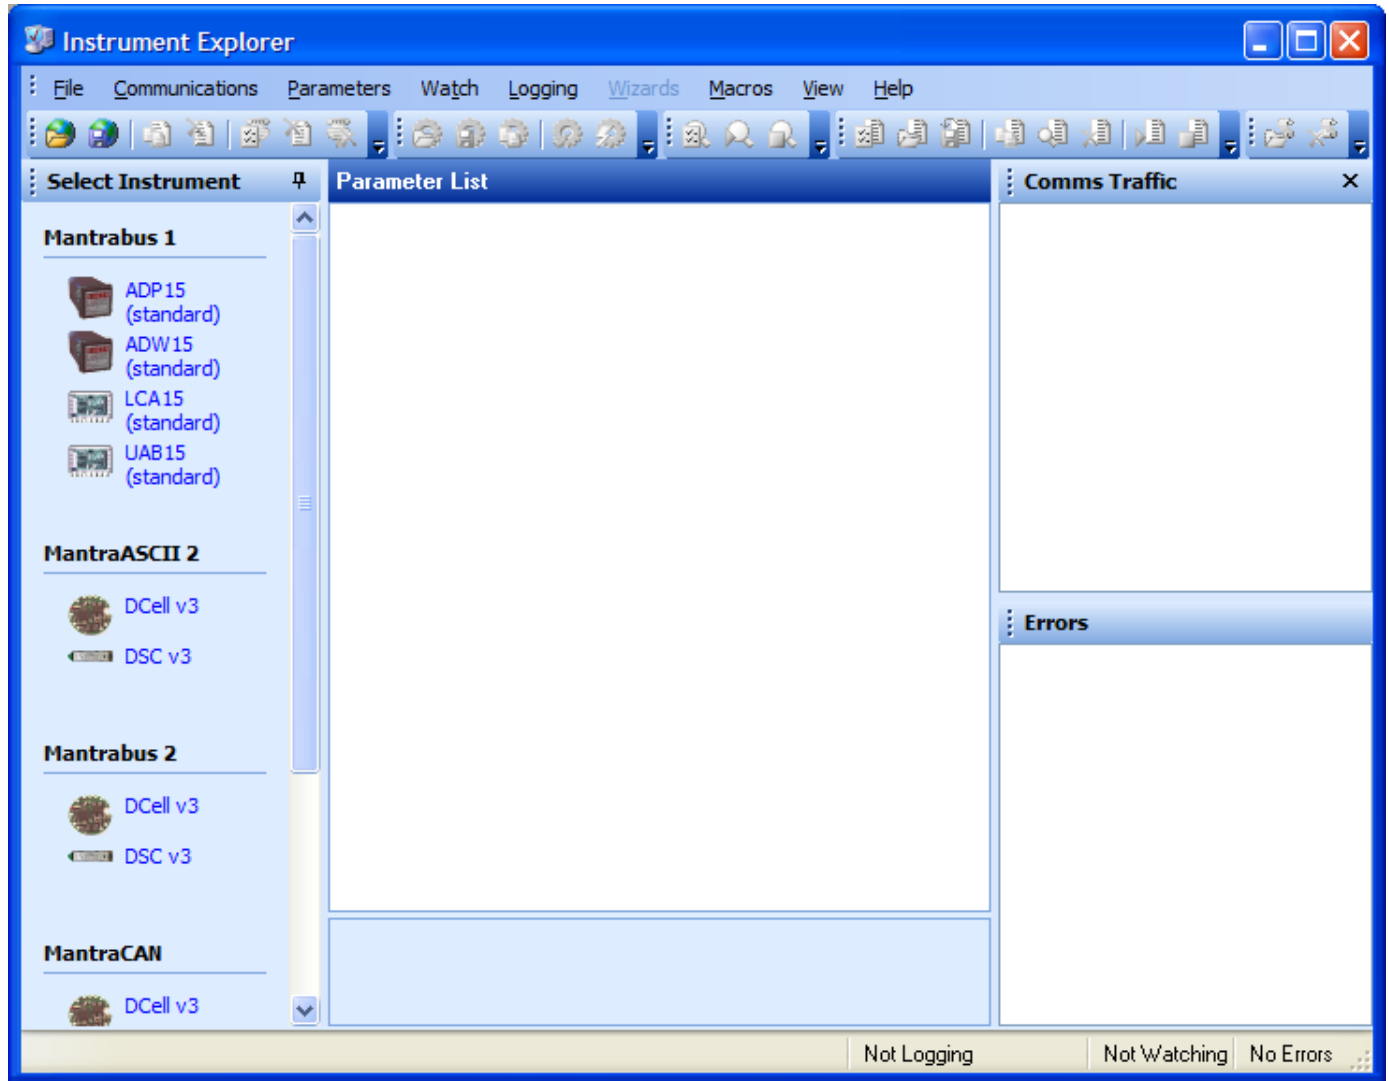 Instrument Explorer
File Communications Parameters Watch Logging Wizards Macros View Help
Select Instrument
Mantrabus 1
ADP15
(standard)
ADW15
(standard)
LCA15
(standard)
UAB15
(standard)
MantraASCII 2
DCell v3
DSC v3
Mantrabus 2
DCell v3
DSC v3
MantraCAN
DCell v3
Parameter List
Comms Traffic
Errors
Not Logging
Not Watching
No Errors